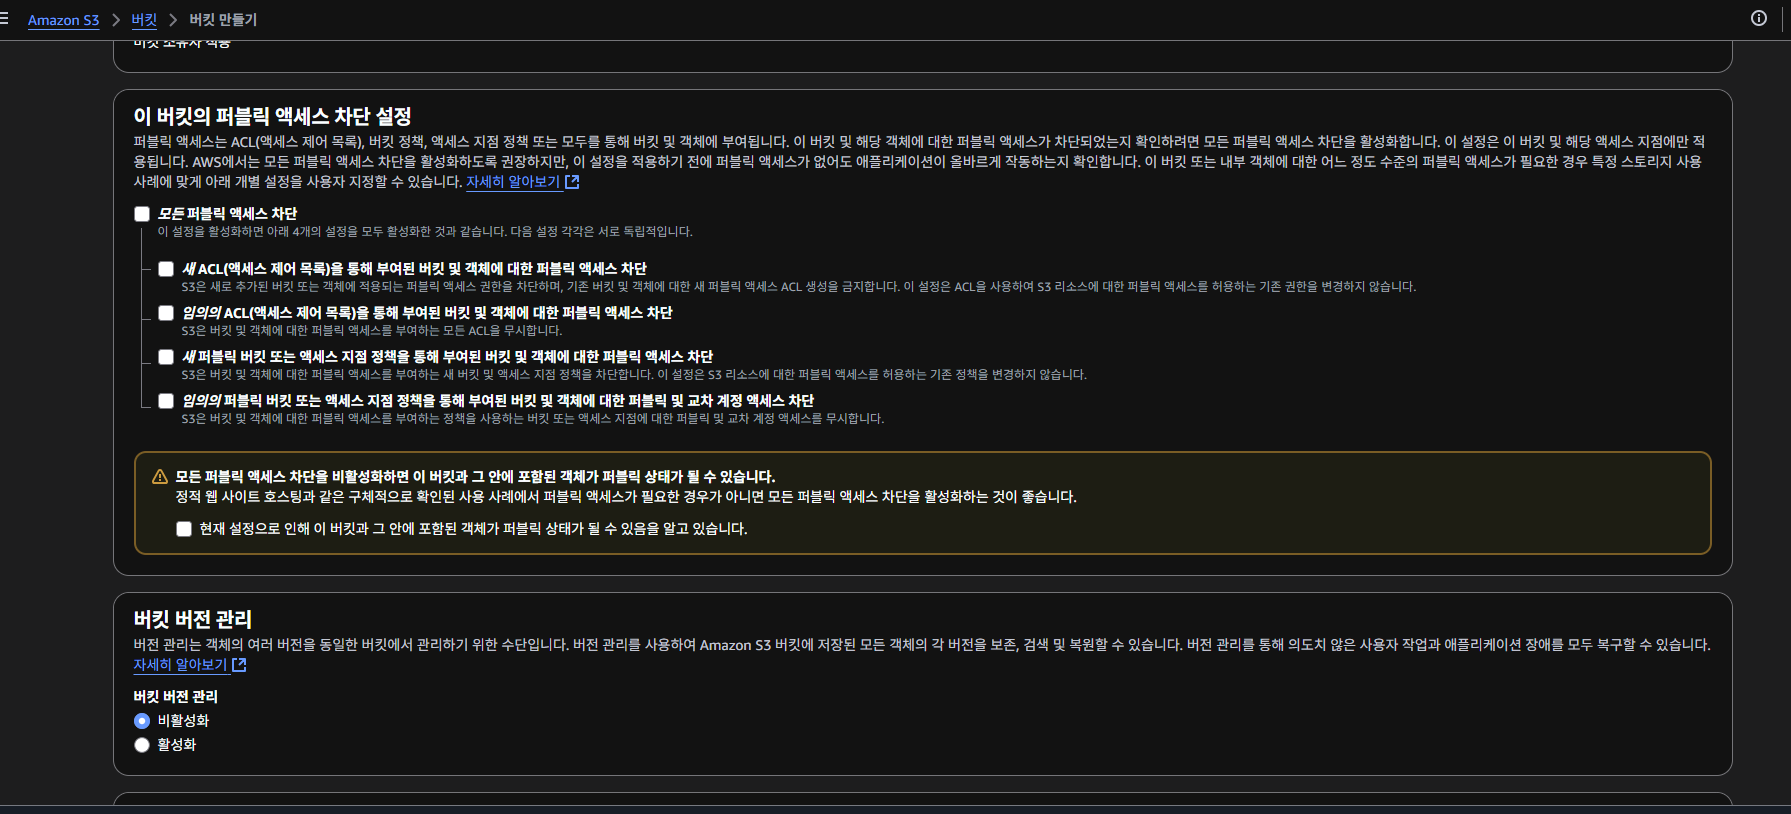 Amazon S3 > 버킷 > 버킷 만들기
이 버킷의 퍼블릭 액세스 차단 설정
퍼블릭 액세스는 ACL(액세스 제어 목록), 버킷 정책, 액세스 지점 정책 또는 모두를 통해 버킷 및 객체에 부여됩니다. 이 버킷 및 해당 객체에 대한 퍼블릭 액세스가 차단되었는지 확인하려면 모든 퍼블릭 액세스 차단을 활성화합니다. 이 설정은 이 버킷 및 해당 액세스 지점에만 적
용됩니다. AWS에서는 모든 퍼블릭 액세스 차단을 활성화하도록 권장하지만, 이 설정을 적용하기 전에 퍼블릭 액세스가 없어도 애플리케이션이 올바르게 작동하는지 확인합니다. 이 버킷 또는 내부 객체에 대한 어느 정도 수준의 퍼블릭 액세스가 필요한 경우 특정 스토리지 사용
사례에 맞게 아래 개별 설정을 사용자 지정할 수 있습니다. 자세히 알아보기
모든 퍼블릭 액세스 차단
이 설정을 활성화하면 아래 4개의 설정을 모두 활성화한 것과 같습니다. 다음 설정 각각은 서로 독립적입니다.
새 ACL(액세스 제어 목록)을 통해 부여된 버킷 및 객체에 대한 퍼블릭 액세스 차단
S3은 새로 추가된 버킷 또는 객체에 적용되는 퍼블릭 액세스 권한을 차단하며, 기존 버킷 및 객체에 대한 새 퍼블릭 액세스 ACL 생성을 금지합니다. 이 설정은 ACL을 사용하여 S3 리소스에 대한 퍼블릭 액세스를 허용하는 기존 권한을 변경하지 않습니다.
임의의 ACL(액세스 제어 목록)을 통해 부여된 버킷 및 객체에 대한 퍼블릭 액세스 차단
S3은 버킷 및 객체에 대한 퍼블릭 액세스를 부여하는 모든 ACL을 무시합니다.
새 퍼블릭 버킷 또는 액세스 지점 정책을 통해 부여된 버킷 및 객체에 대한 퍼블릭 액세스 차단
S3은 버킷 및 객체에 대한 퍼블릭 액세스를 부여하는 새 버킷 및 액세스 지점 정책을 차단합니다. 이 설정은 S3 리소스에 대한 퍼블릭 액세스를 허용하는 기존 정책을 변경하지 않습니다.
임의의 퍼블릭 버킷 또는 액세스 지점 정책을 통해 부여된 버킷 및 객체에 대한 퍼블릭 및 교차 계정 액세스 차단
S3은 버킷 및 객체에 대한 퍼블릭 액세스를 부여하는 정책을 사용하는 버킷 또는 액세스 지점에 대한 퍼블릭 및 교차 계정 액세스를 무시합니다.
모든 퍼블릭 액세스 차단을 비활성화하면 이 버킷과 그 안에 포함된 객체가 퍼블릭 상태가 될 수 있습니다.
정적 웹 사이트 호스팅과 같은 구체적으로 확인된 사용 사례에서 퍼블릭 액세스가 필요한 경우가 아니면 모든 퍼블릭 액세스 차단을 활성화하는 것이 좋습니다.
현재 설정으로 인해 이 버킷과 그 안에 포함된 객체가 퍼블릭 상태가 될 수 있음을 알고 있습니다.
버킷 버전 관리
버전 관리는 객체의 여러 버전을 동일한 버킷에서 관리하기 위한 수단입니다. 버전 관리를 사용하여 Amazon S3 버킷에 저장된 모든 객체의 각 버전을 보존, 검색 및 복원할 수 있습니다. 버전 관리를 통해 의도치 않은 사용자 작업과 애플리케이션 장애를 모두 복구할 수 있습니다.
자세히 알아보기
버킷 버전 관리
비활성화
활성화